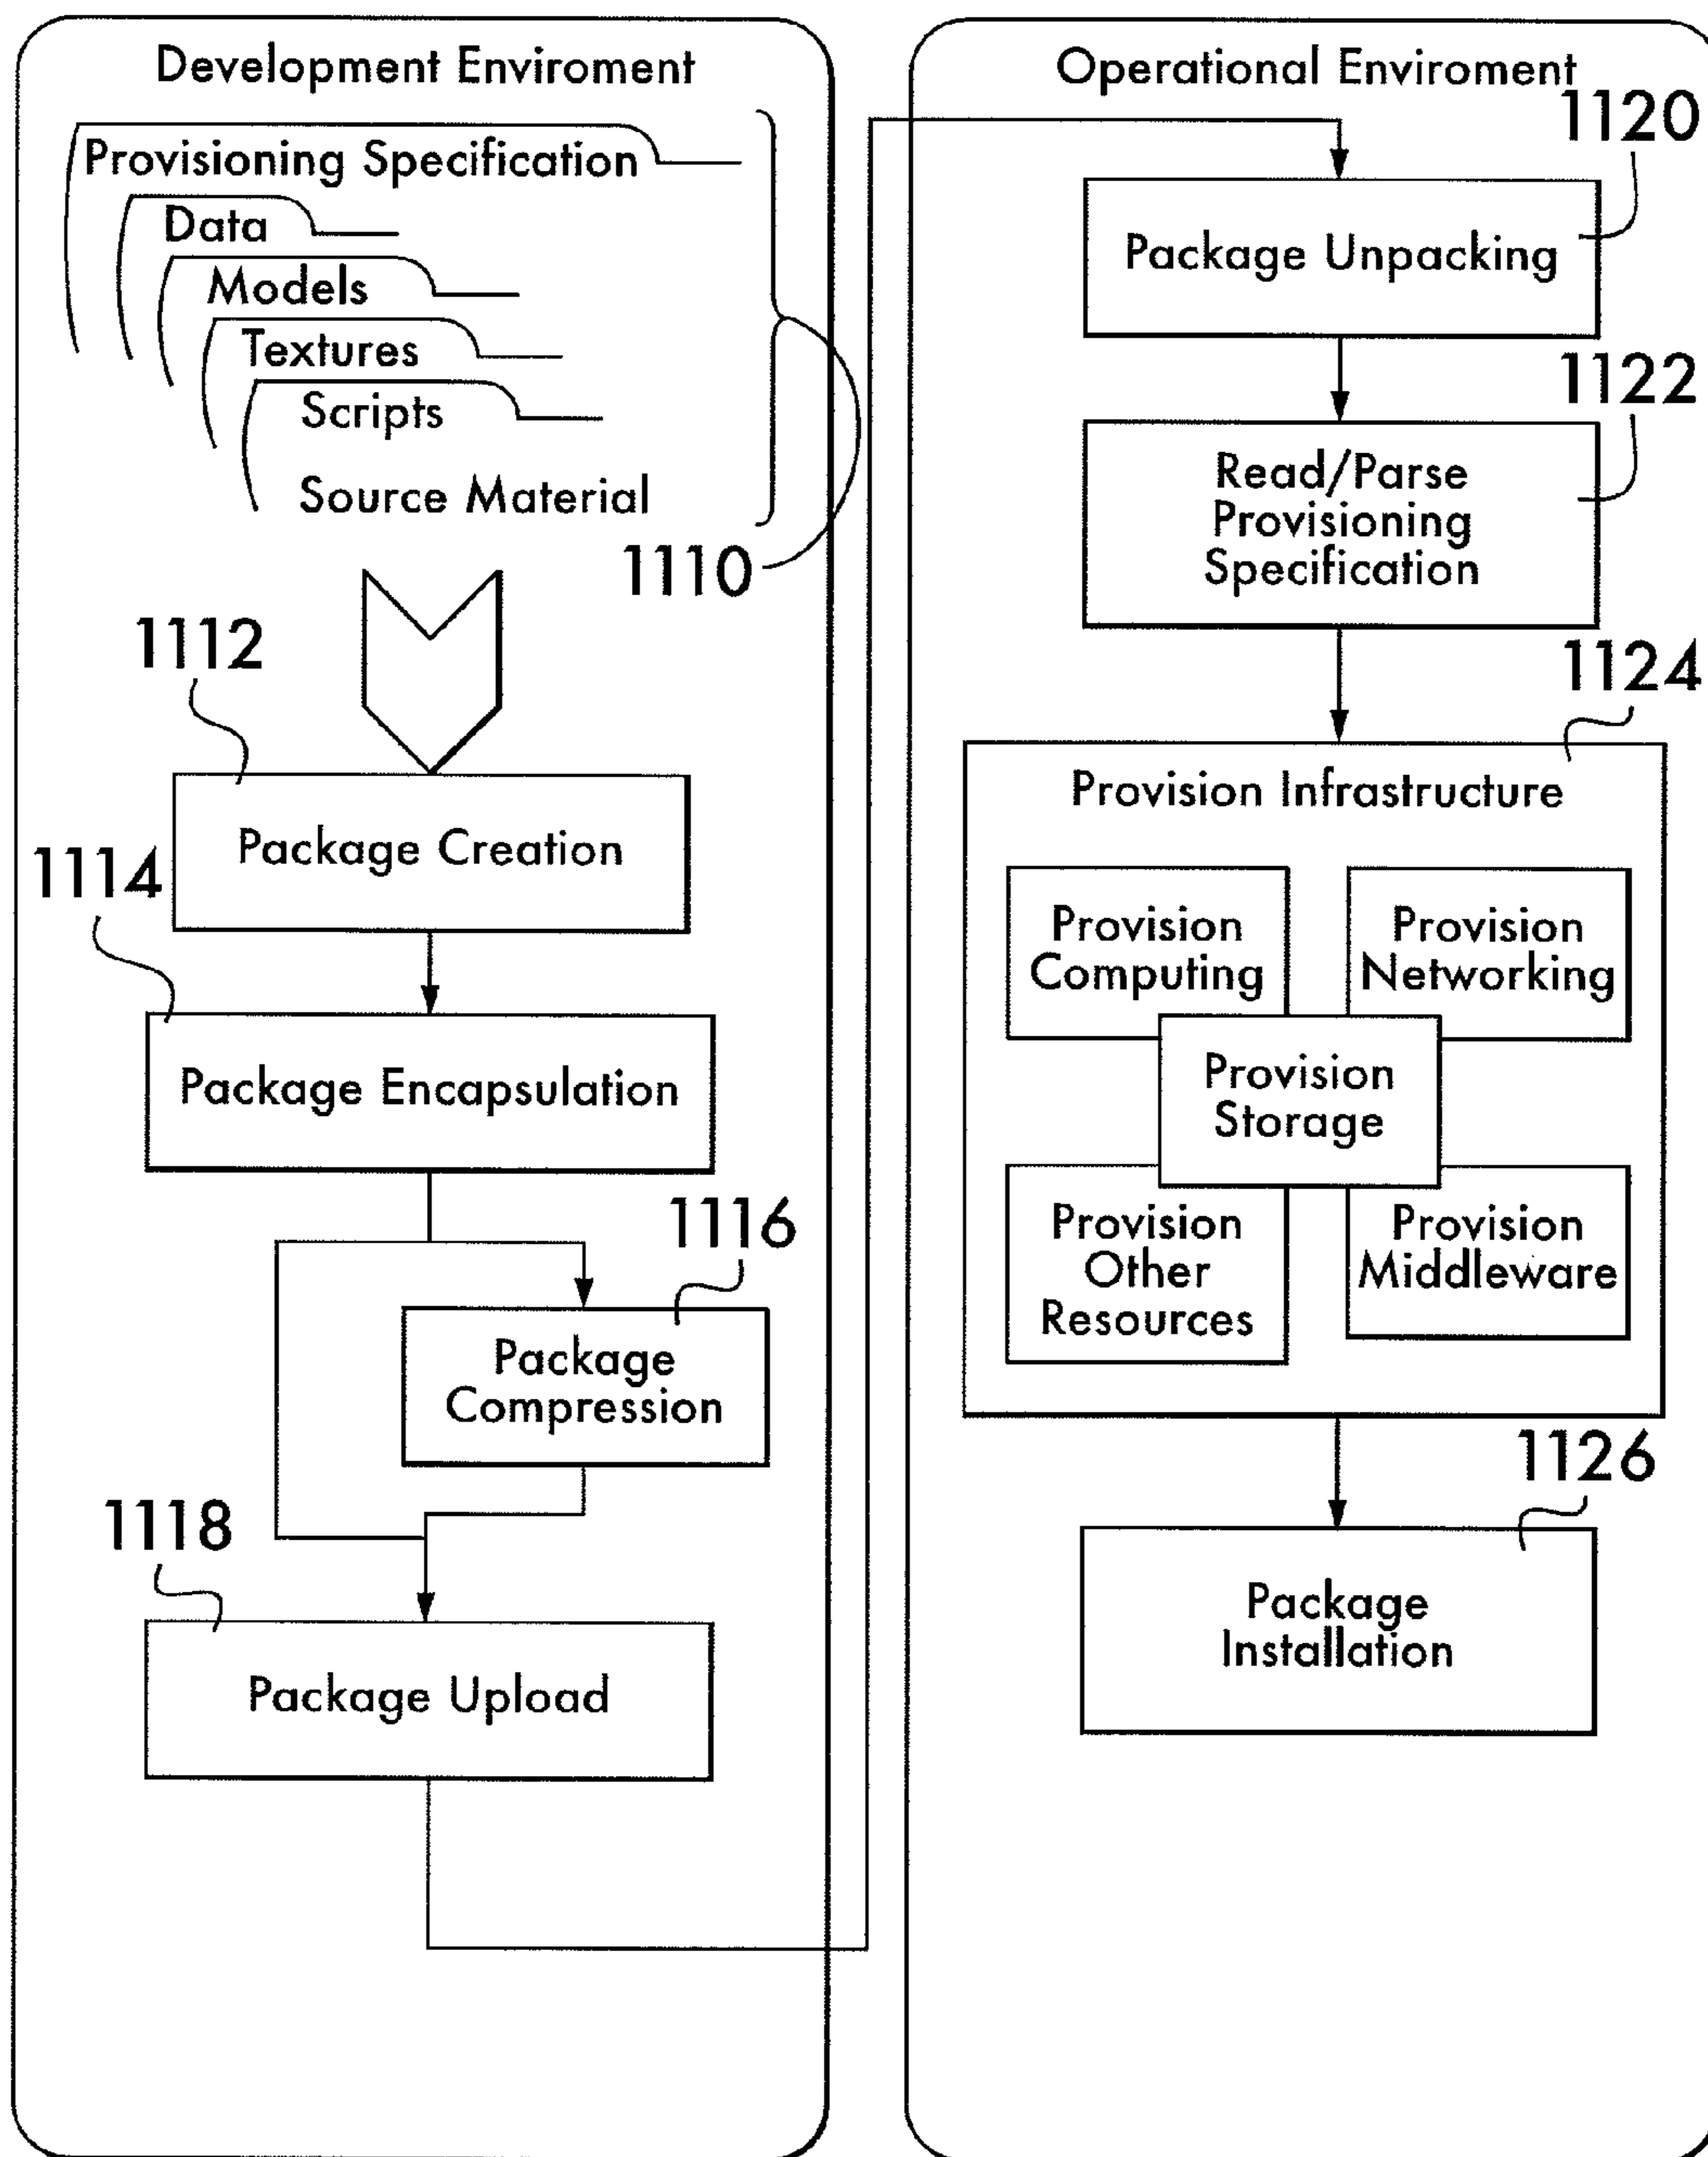 Development Enviroment
Provisioning Specification
Data
Models
Textures
Scripts
Source Material
1110
1112
Package Creation
1114
Package Encapsulation
1116
Package
Compression
1118
Package Upload
Operational Enviroment
1120
Package Unpacking
1122
Read/Parse
Provisioning
Specification
1124
Provision Infrastructure
Provision
Computing
Provision
Networking
Provision
Storage
Provision
Other
Resources
Provision
Middleware
1126
Package
Installation